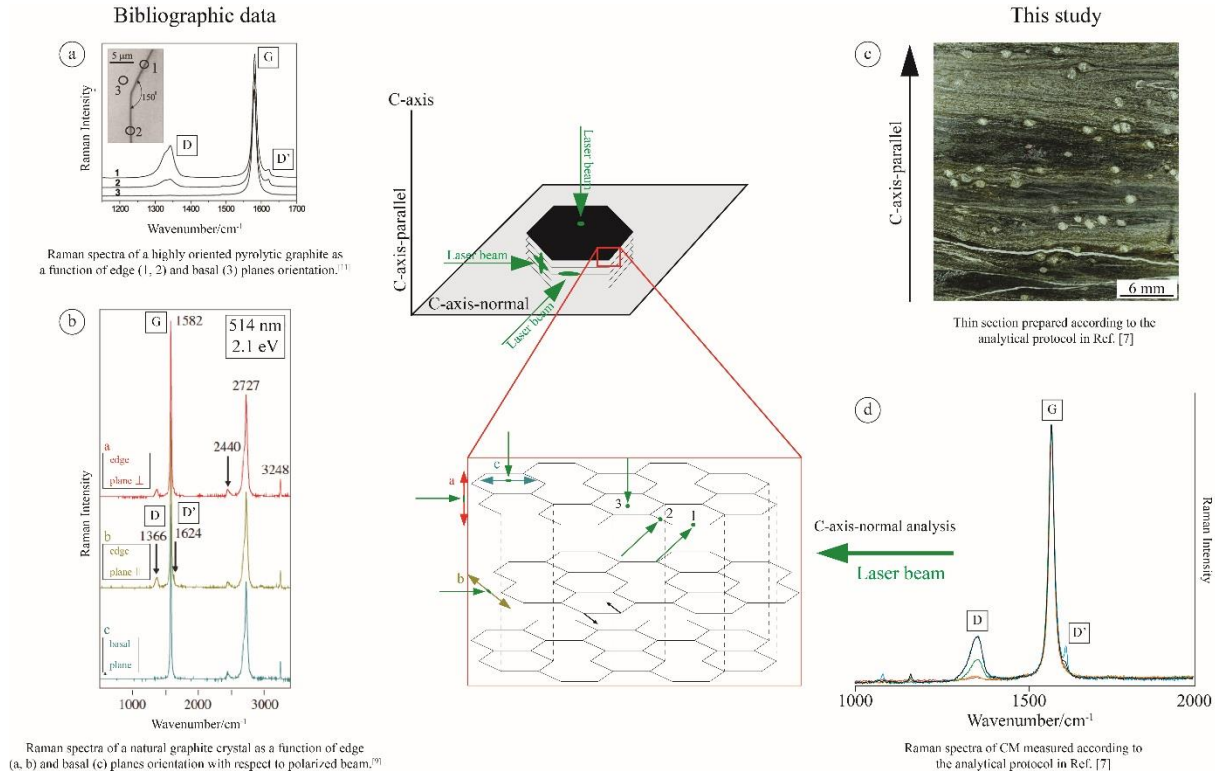 Bibliographic data
This study
a
5 μm
1
3
150°
2
G
D
D'
1
2
3
Raman Intensity
1200 1300 1400 1500 1600 1700
Wavenumber/cm-1
Raman spectra of a highly oriented pyrolytic graphite as
a function of edge (1, 2) and basal (3) planes orientation.[11]
b
G
1582
514 nm
2.1 eV
2727
2440
3248
a
edge
plane ⊥
D
D'
1366
1624
b
edge
plane ||
c
basal
plane
Raman Intensity
1000 2000 3000
Wavenumber/cm-1
Raman spectra of a natural graphite crystal as a function of edge
(a, b) and basal (c) planes orientation with respect to polarized beam.[9]
C-axis
C-axis-parallel
Laser beam
Laser beam
Laser beam
C-axis-normal
c
a
3
2
1
b
c
C-axis-parallel
6 mm
Thin section prepared according to the
analytical protocol in Ref. [7]
d
G
C-axis-normal analysis
Laser beam
D
D'
Raman Intensity
1000 1500 2000
Wavenumber/cm-1
Raman spectra of CM measured according to
the analytical protocol in Ref. [7]